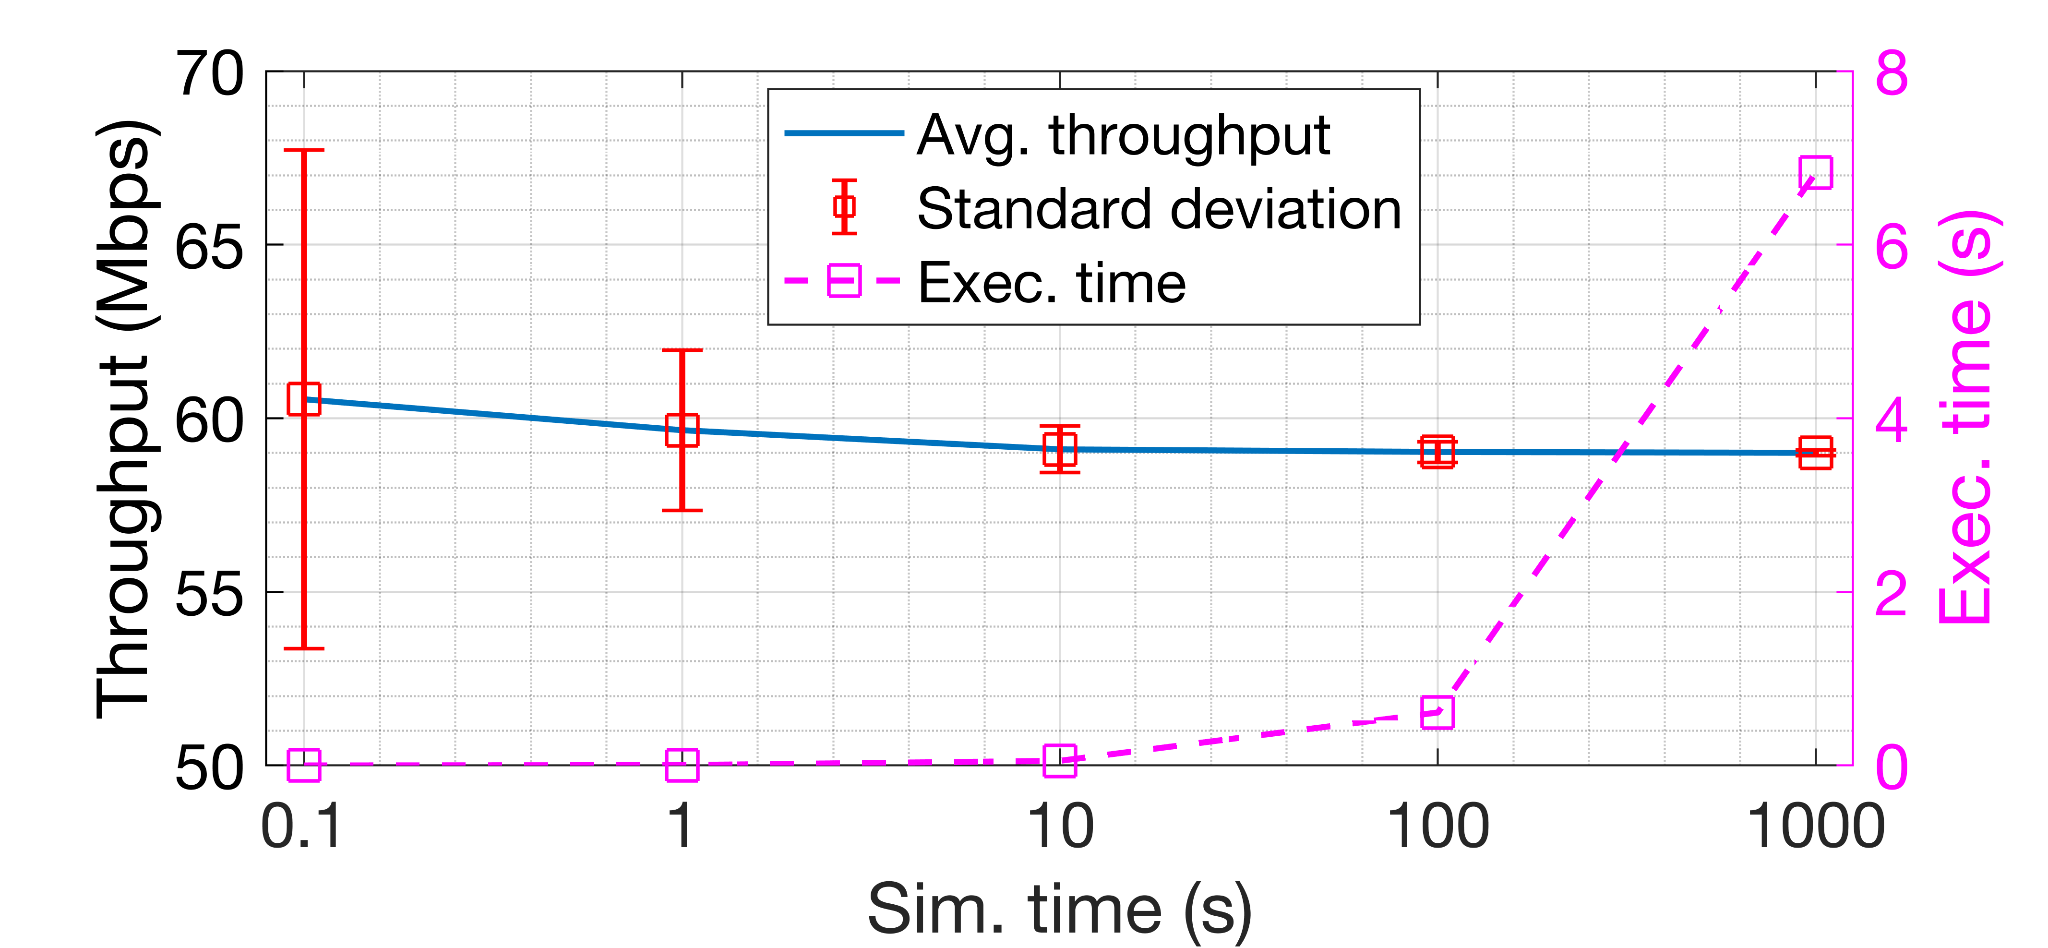 70
65
60
55
50
Throughput (Mbps)
Avg. throughput
Standard deviation
Exec. time
8
6
4
2
0
Exec. time (s)
0.1
1
10
100
1000
Sim. time (s)